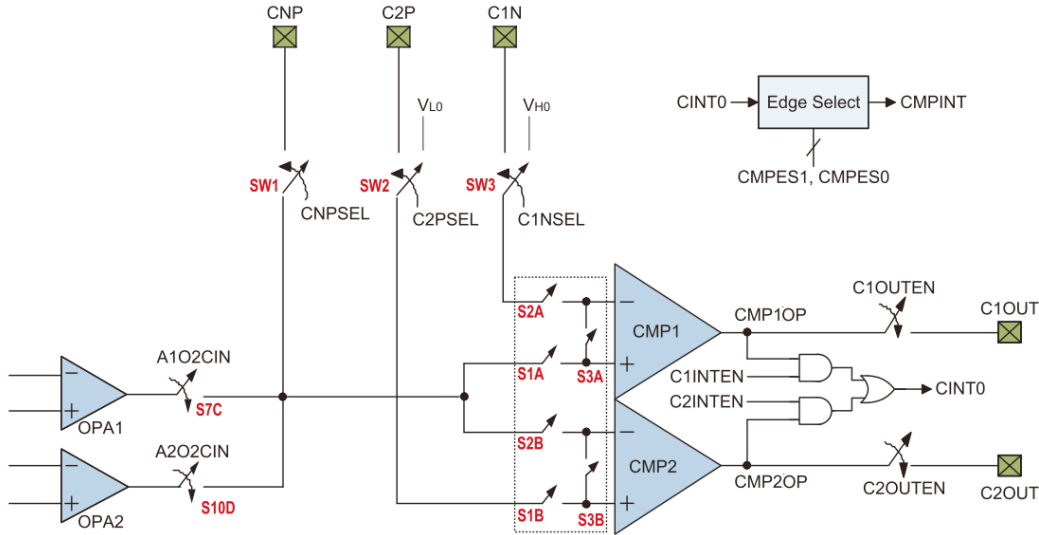 CNP
C2P
C1N
VL0
VH0
CINT0
Edge Select
CMPINT
CMPES1, CMPES0
SW1
SW2
SW3
CNPSEL
C2PSEL
C1NSEL
S2A
−
CMP1
CMP1OP
C1OUTEN
C1OUT
A1O2CIN
−
S1A
S3A
+
C1INTEN
CINT0
+
OPA1
S7C
C2INTEN
A2O2CIN
S2B
−
CMP2
−
CMP2OP
C2OUTEN
C2OUT
+
OPA2
S10D
S1B
S3B
+